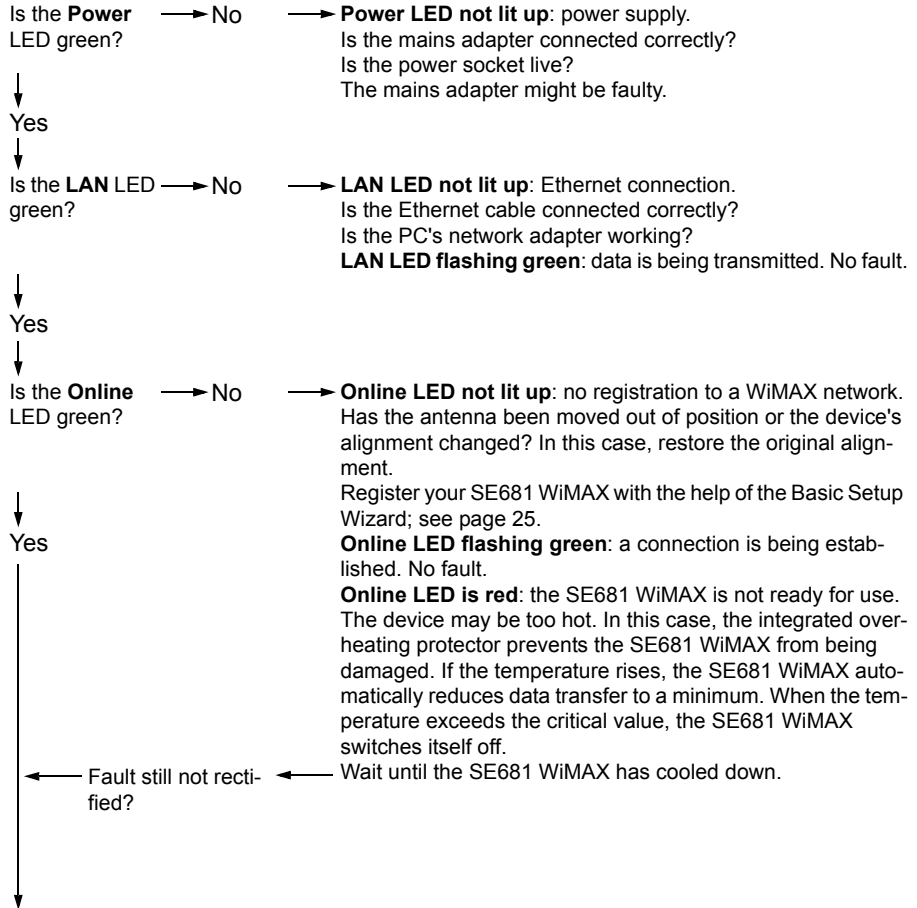 Is the Power
LED green?
No
Power LED not lit up: power supply.
Is the mains adapter connected correctly?
Is the power socket live?
The mains adapter might be faulty.
Yes
Is the LAN LED
green?
No
LAN LED not lit up: Ethernet connection.
Is the Ethernet cable connected correctly?
Is the PC's network adapter working?
LAN LED flashing green: data is being transmitted. No fault.
Yes
Is the Online
LED green?
No
Online LED not lit up: no registration to a WiMAX network.
Has the antenna been moved out of position or the device's
alignment changed? In this case, restore the original align-
ment.
Register your SE681 WiMAX with the help of the Basic Setup
Wizard; see page 25.
Online LED flashing green: a connection is being estab-
lished. No fault.
Online LED is red: the SE681 WiMAX is not ready for use.
The device may be too hot. In this case, the integrated over-
heating protector prevents the SE681 WiMAX from being
damaged. If the temperature rises, the SE681 WiMAX auto-
matically reduces data transfer to a minimum. When the tem-
perature exceeds the critical value, the SE681 WiMAX
switches itself off.
Wait until the SE681 WiMAX has cooled down.
Yes
Fault still not recti-
fied?